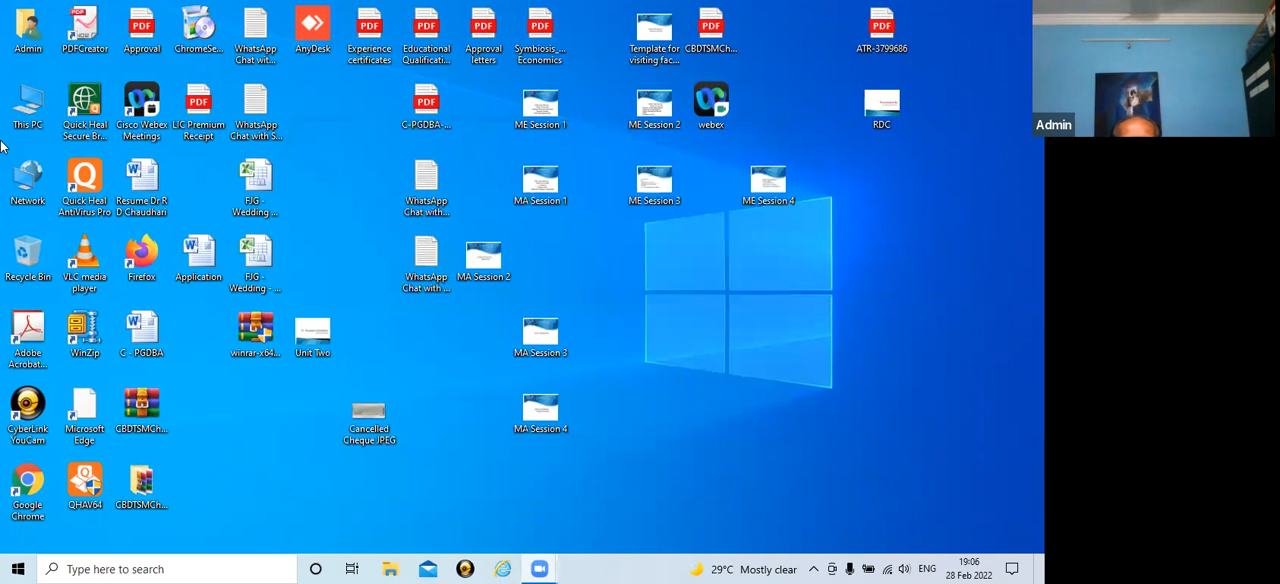 Admin
PDFCreator
Approval
ChromeSe...
WhatsApp
Chat wit...
AnyDesk
Experience
certificates
Educational
Qualificati...
Approval
letters
Symbiosis_...
Economics
Template for
visiting fac...
CBDTSMCh...
ATR-3799686
This PC
Quick Heal
Secure Br...
Cisco Webex
Meetings
LIC Premium
Receipt
WhatsApp
Chat with S...
C-PGDBA-...
ME Session 1
ME Session 2
webex
RDC
Admin
Network
Quick Heal
AntiVirus Pro
Resume Dr R
D Chaudhari
FJG -
Wedding ...
WhatsApp
Chat with...
MA Session 1
ME Session 3
ME Session 4
Recycle Bin
VLC media
player
Firefox
Application
FJG -
Wedding - ...
WhatsApp
Chat with ...
MA Session 2
Adobe
Acrobat...
WinZip
C - PGDBA
winrar-x64...
Unit Two
MA Session 3
CyberLink
YouCam
Microsoft
Edge
CBDTSMCh...
Cancelled
Cheque JPEG
MA Session 4
Google
Chrome
QHAV64
CBDTSMCh...
Type here to search
29°C Mostly clear
ENG
19:06
28 Feb 2022